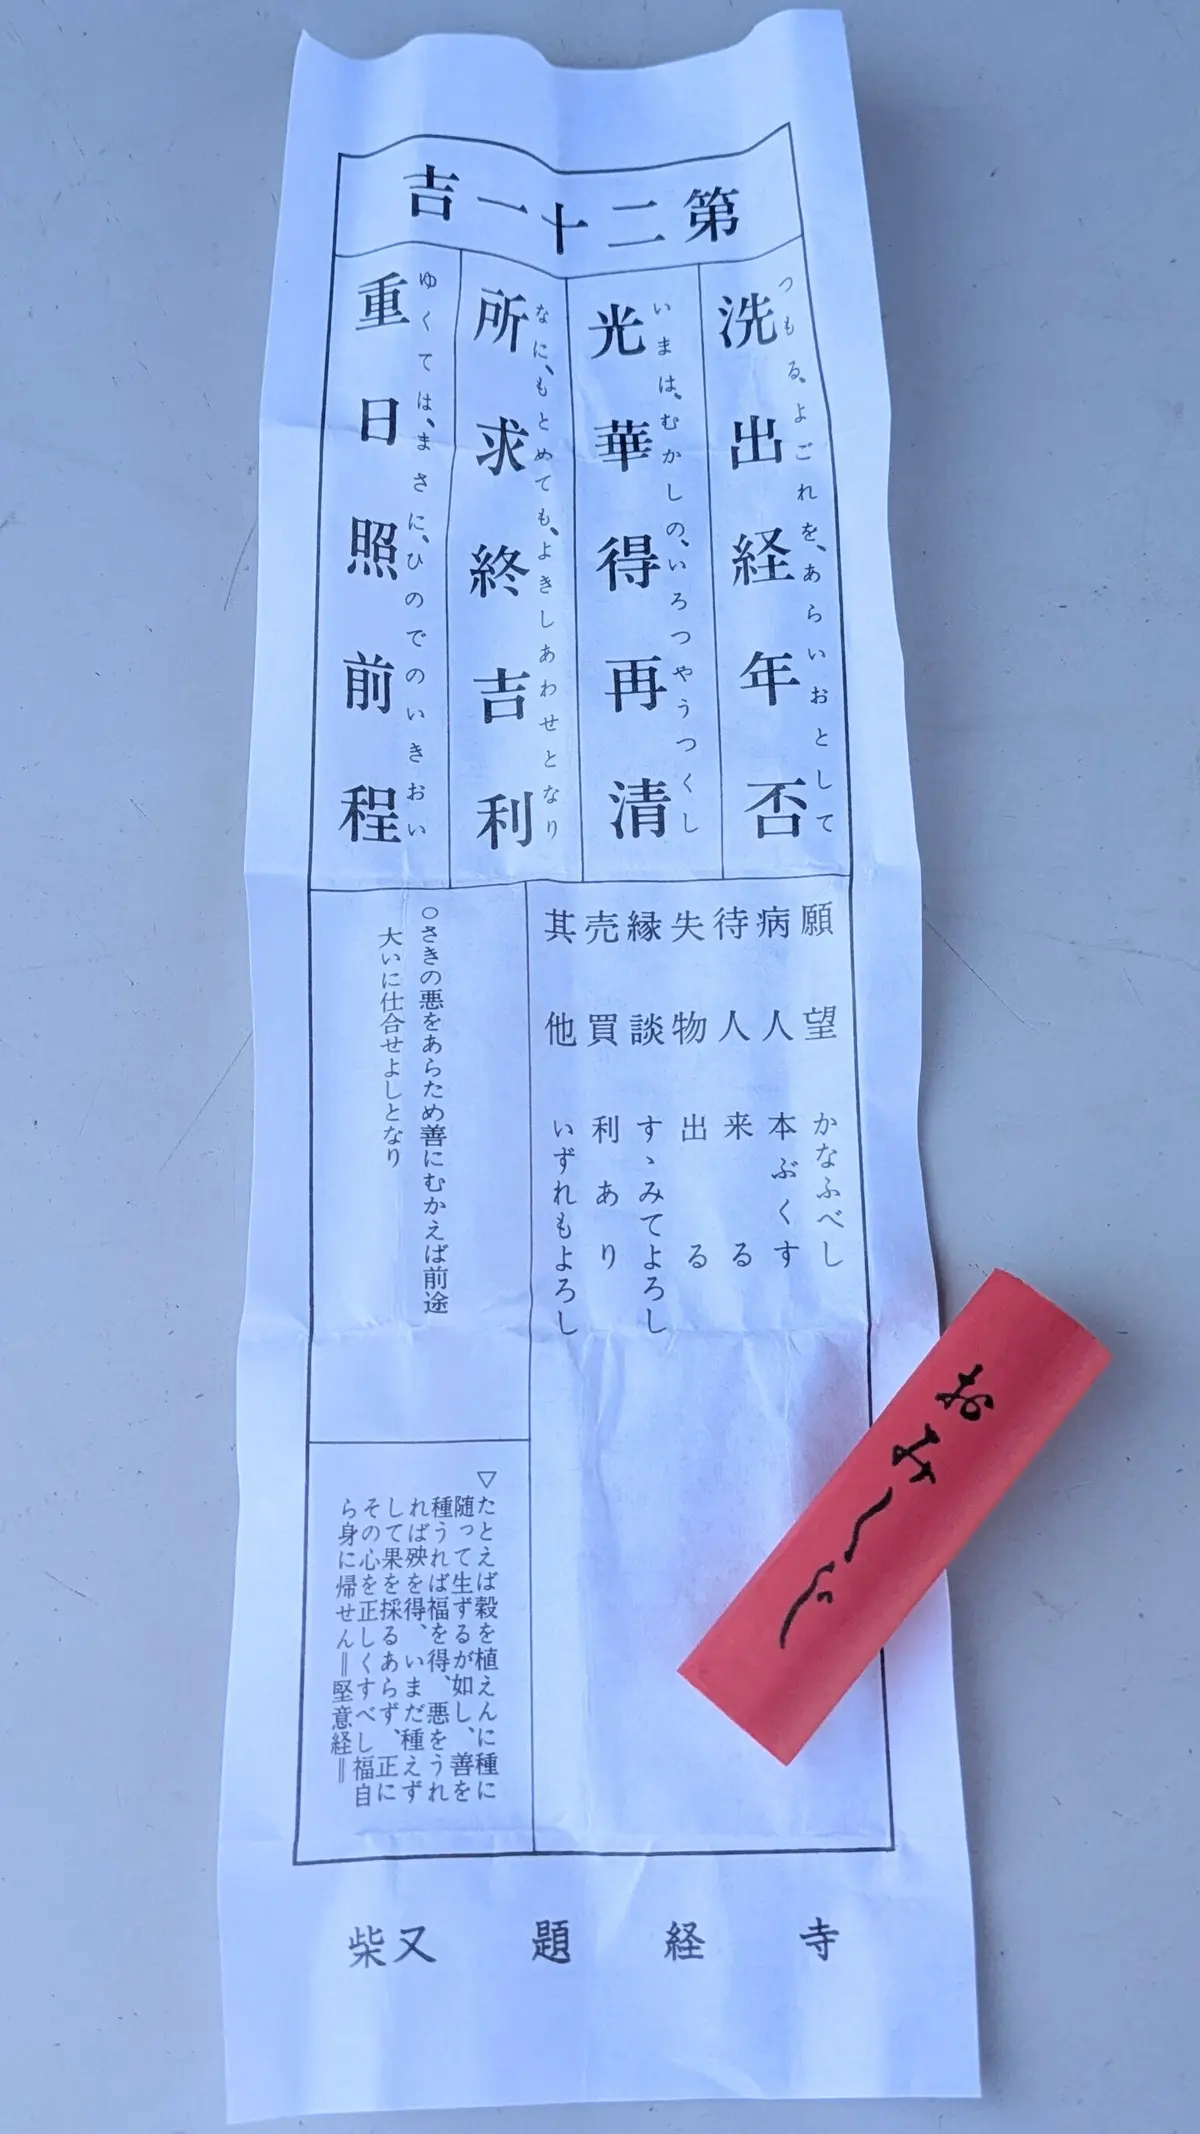 第二十一吉
洗出経年否
つもる、よごれを、あらいおとして
光華得再清
いまは、むかしの、いろつやうつくし
所求終吉利
なに、もとめても、よきしあわせとなり
重日照前程
ゆくては、まさに、ひのでのいきおい
願望 かなふべし
病人 本ぶくす
待人 来る
失物 出る
縁談 すゝみてよろし
売買 利あり
其他 いずれもよろし
○さきの悪をあらため善にむかえば前途
大いに仕合せよしとなり
▽たとえば穀を植えんに種に
随って生ずるが如し、善を
種うれば福を得、悪をうれ
れば殃を得、いまだ種えず
して果を採るあらず、正に
その心を正しくすべし福自
ら身に帰せん＝堅意経＝
柴又 題経寺
おみくじ